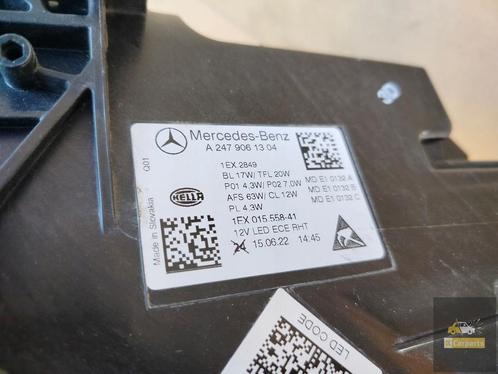 Mercedes-Benz
A 247 906 13 04
Q01
1EX 2849
BL 17W/ TFL 20W
P01 4.3W/ P02 7.0W
AFS 63W/ CL 12W
PL 4.3W
MD E1 0132 A
MD E1 0132 B
MD E1 0132 C
HELLA
Made in Slovakia
1EX 015.558-41
12V LED ECE RHT
15.06.22 14:45
LED CODE
Carparts